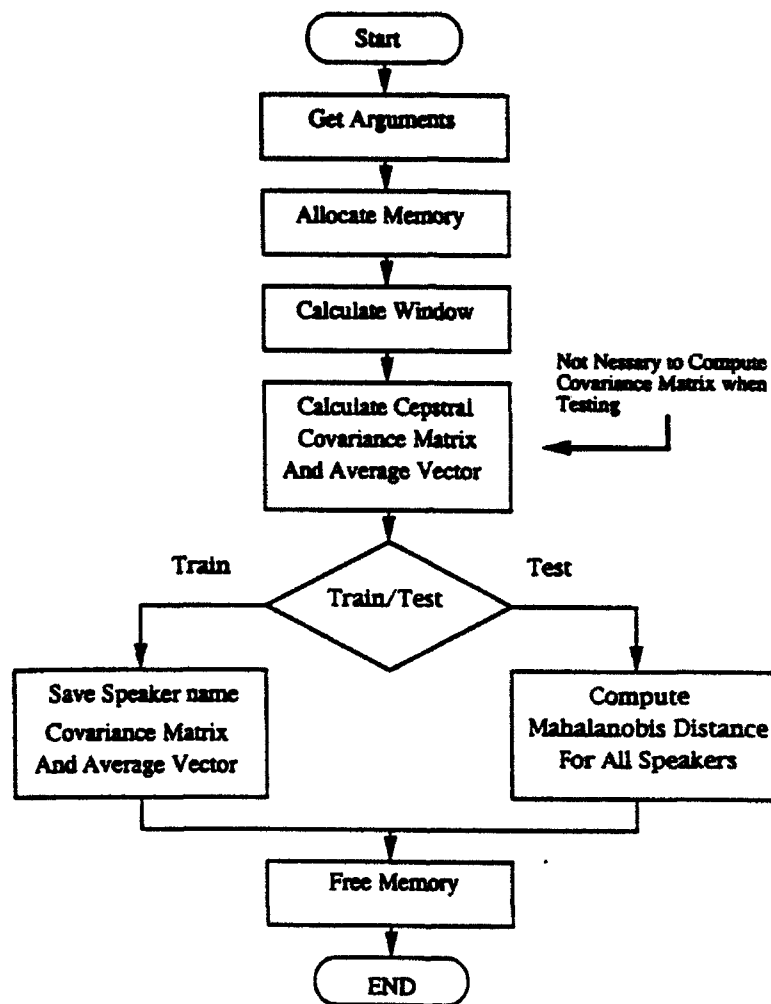 Start
Get Arguments
Allocate Memory
Calculate Window
Not Nessary to Compute
Covariance Matrix when
Testing
Calculate Cepstral
Covariance Matrix
And Average Vector
Train
Train/Test
Test
Save Speaker name
Covariance Matrix
And Average Vector
Compute
Mahalanobis Distance
For All Speakers
Free Memory
END